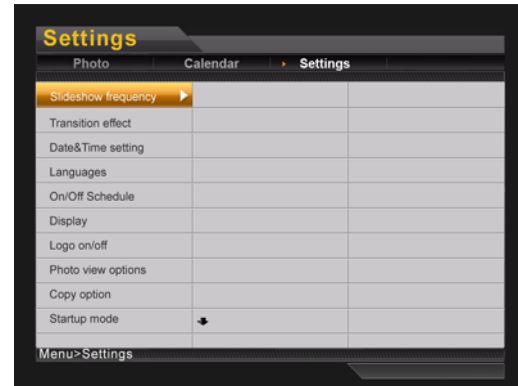 Settings
Photo Calendar Settings
Slideshow frequency
Transition effect
Date&Time setting
Languages
On/Off Schedule
Display
Logo on/off
Photo view options
Copy option
Startup mode
Menu>Settings